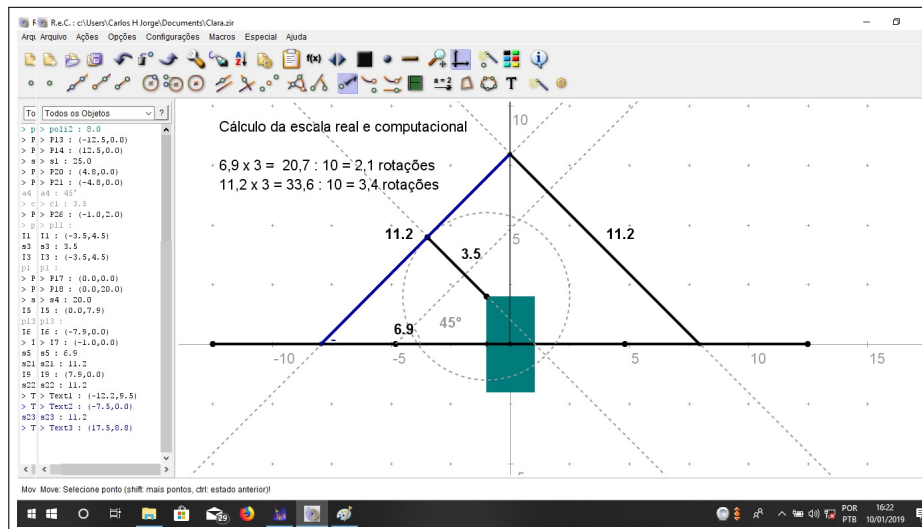 R.e.C. : c:\Users\Carlos H Jorge\Documents\Clara.zir
Arqu Arquivo Ações Opções Configurações Macros Especial Ajuda
f(x)
a=2
T
To Todos os Objetos ?
> p > poli2 : 8.0
> P > P13 : (-12.5,0.0)
> P > P14 : (12.5,0.0)
> s > s1 : 25.0
> P > P20 : (4.8,0.0)
> P > P21 : (-4.8,0.0)
a4 a4 : 45°
> c > c1 : 3.5
> P > P26 : (-1.0,2.0)
> p > pl1 :
I1 I1 : (-3.5,4.5)
s3 s3 : 3.5
I3 I3 : (-3.5,4.5)
pl pl :
> P > P17 : (0.0,0.0)
> P > P18 : (0.0,20.0)
> s > s4 : 20.0
I5 I5 : (0.0,7.9)
pl3 pl3 :
I6 I6 : (-7.9,0.0)
> I > I7 : (-1.0,0.0)
s5 s5 : 6.9
s21 s21 : 11.2
I9 I9 : (7.9,0.0)
s22 s22 : 11.2
> T > Text1 : (-12.2,9.5)
> T > Text2 : (-7.5,0.0)
s23 s23 : 11.2
> T > Text3 : (17.5,8.8)
Cálculo da escala real e computacional
6,9 x 3 = 20,7 : 10 = 2,1 rotações
11,2 x 3 = 33,6 : 10 = 3,4 rotações
10
11.2
3.5
5
11.2
6.9
45°
-10
-5
5
10
15
Mov Move: Selecione ponto (shift: mais pontos, ctrl: estado anterior)!
29
POR
PTB
16:22
10/01/2019